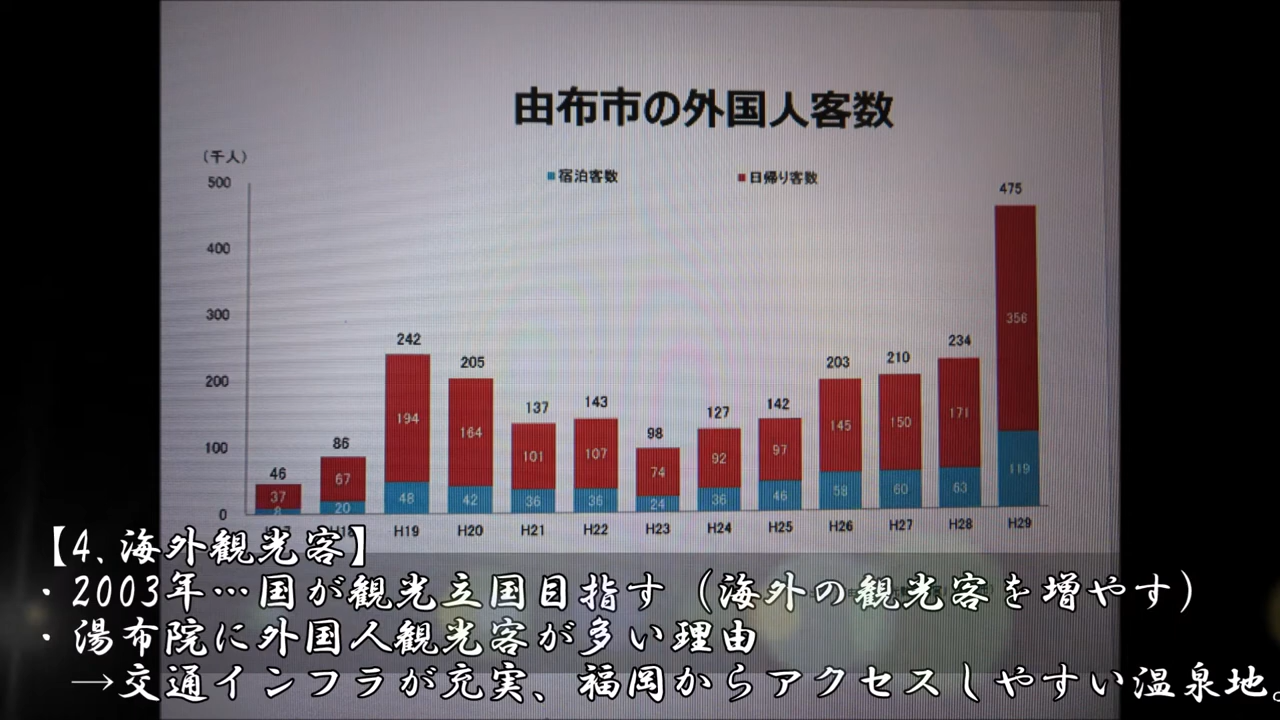 由布市の外国人客数
(千人)
■宿泊客数 ■日帰り客数
500
400
300
200
100
0
46 86 242 205 137 143 98 127 142 203 210 234 475
37 67 194 164 101 107 74 92 97 145 150 171 356
8 20 48 42 36 36 24 36 46 58 60 63 119
H19 H20 H21 H22 H23 H24 H25 H26 H27 H28 H29
【4.海外観光客】
・2003年…国が観光立国目指す（海外の観光客を増やす）
・湯布院に外国人観光客が多い理由
→交通インフラが充実、福岡からアクセスしやすい温泉地。